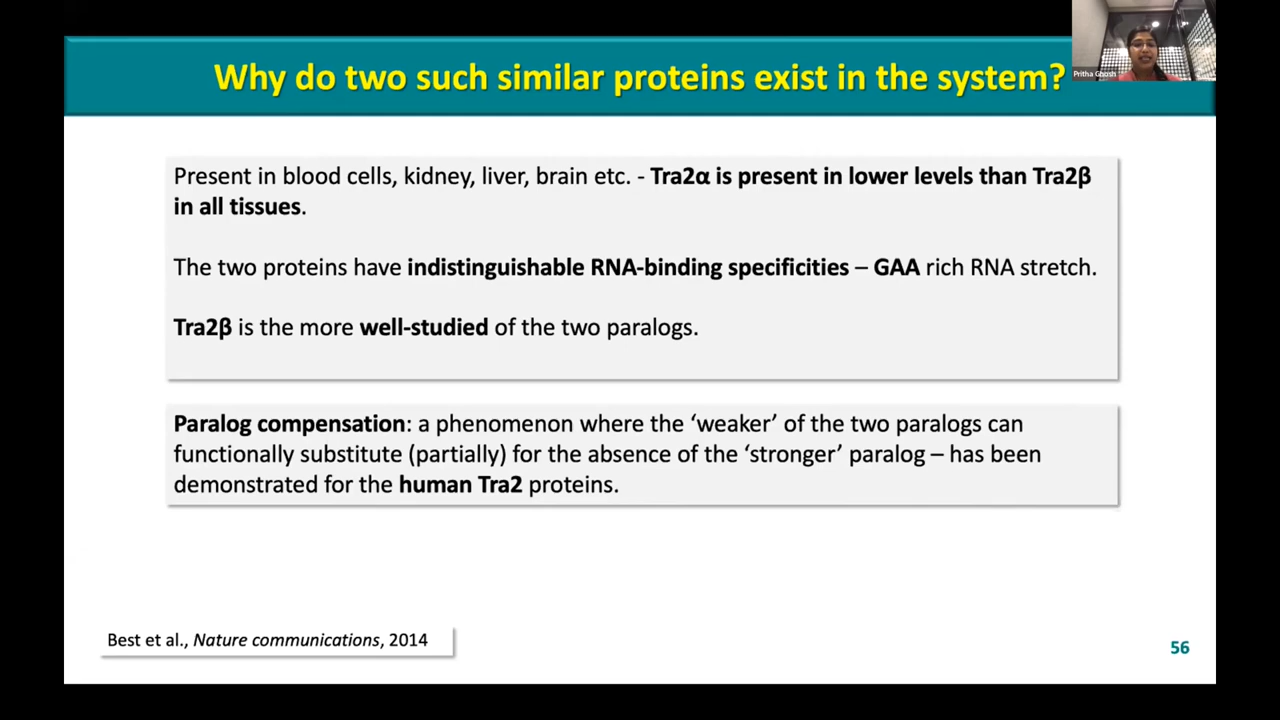 Why do two such similar proteins exist in the system?
Pritha Ghosh
Present in blood cells, kidney, liver, brain etc. - Tra2α is present in lower levels than Tra2β
in all tissues.
The two proteins have indistinguishable RNA-binding specificities – GAA rich RNA stretch.
Tra2β is the more well-studied of the two paralogs.
Paralog compensation: a phenomenon where the ‘weaker’ of the two paralogs can
functionally substitute (partially) for the absence of the ‘stronger’ paralog – has been
demonstrated for the human Tra2 proteins.
Best et al., Nature communications, 2014
56